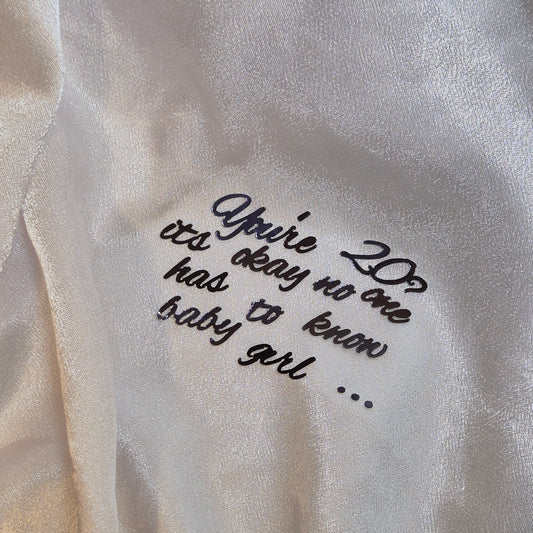 You're 20?
its okay no one
has to know
baby girl ...